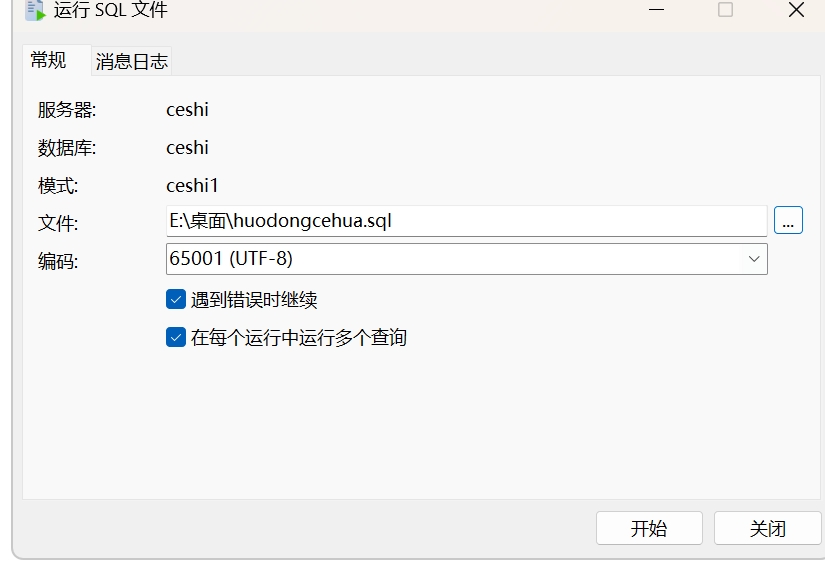 运行 SQL 文件
常规 消息日志
服务器: ceshi
数据库: ceshi
模式: ceshi1
文件: E:\桌面\huodongcehua.sql ...
编码: 65001 (UTF-8)
遇到错误时继续
在每个运行中运行多个查询
开始 关闭